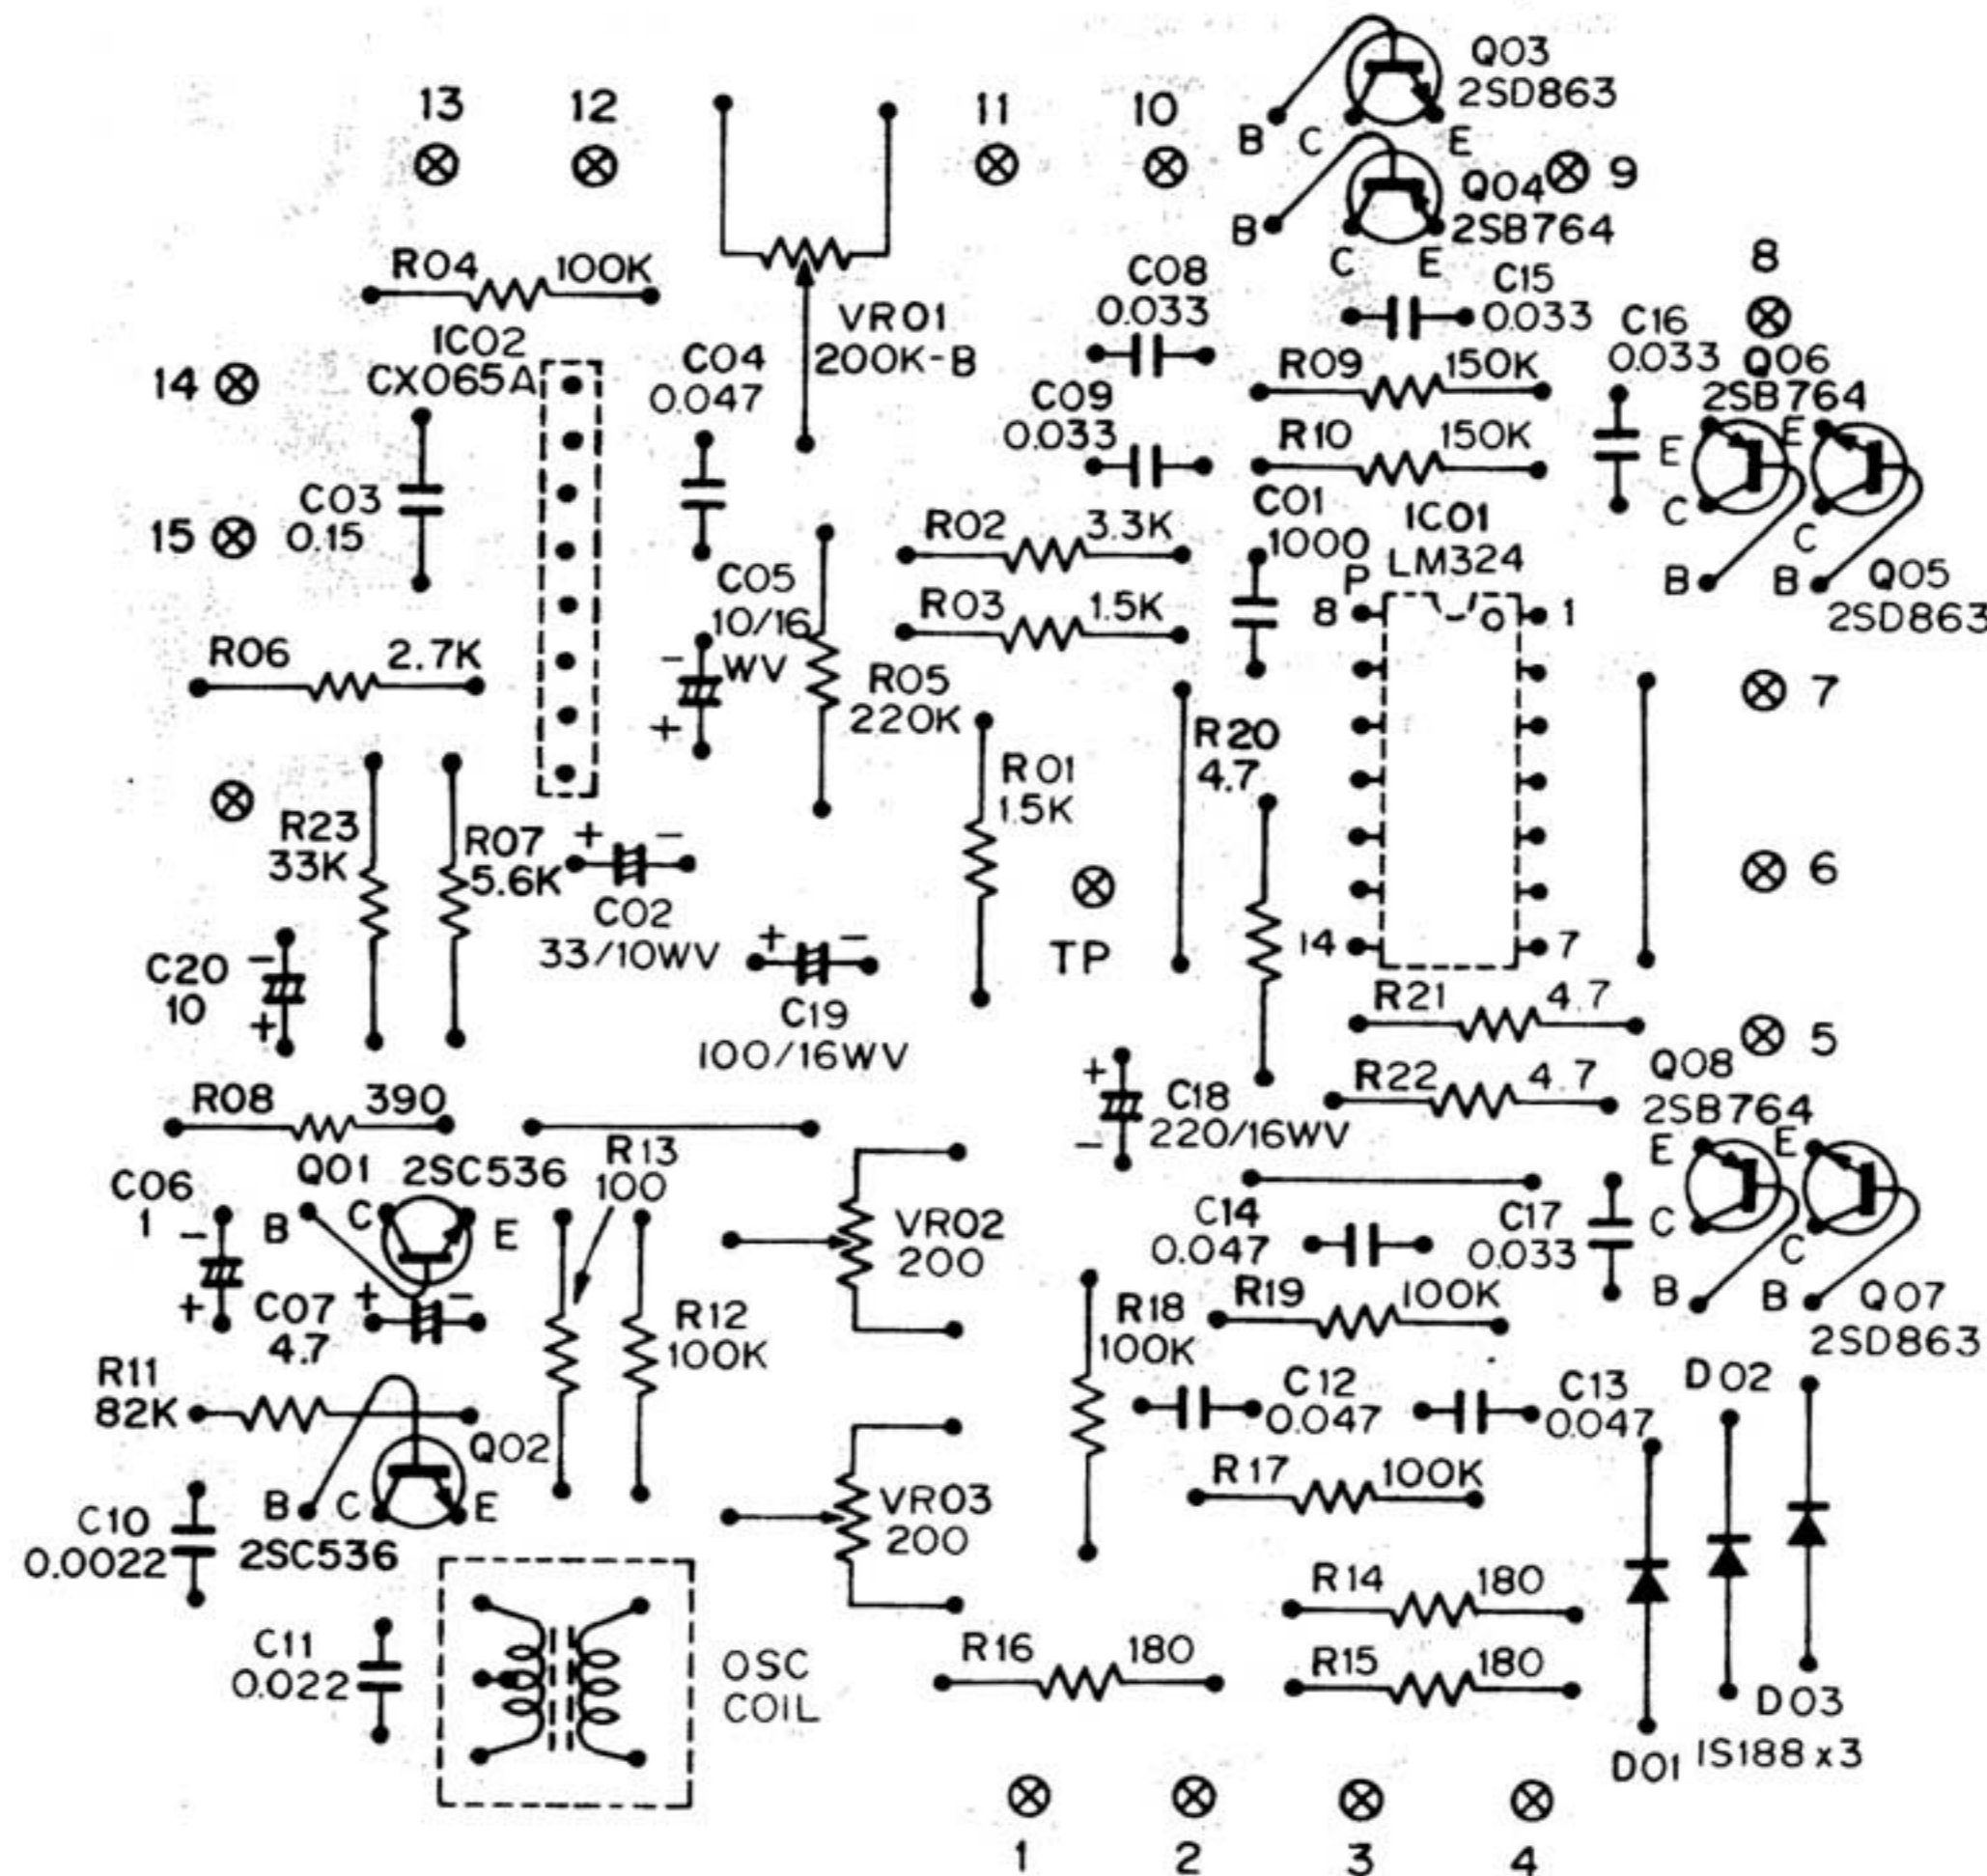 Q03
2SD863
13
12
11
10
B
C
E
Q04
9
2SB764
B
C
E
R04
100K
C08
0.033
C15
0.033
8
VR01
200K-B
IC02
CX065A
C04
0.047
C16
0.033
Q06
2SB764
R09
150K
14
C09
0.033
R10
150K
E
E
C03
0.15
15
R02
3.3K
C01
1000
P
IC01
LM324
C
C
B
B
Q05
2SD863
C05
10/16
WV
-
+
R03
1.5K
8
1
R06
2.7K
R05
220K
7
R20
4.7
R01
1.5K
R23
33K
R07
5.6K
+
-
C02
33/10WV
6
TP
14
7
C20
10
-
+
+
-
C19
100/16WV
R21
4.7
5
R08
390
+
-
C18
220/16WV
R22
4.7
Q08
2SB764
Q01
2SC536
R13
100
E
E
C06
1
-
+
B
C
E
VR02
200
C14
0.047
C17
0.033
C
C
C07
4.7
+
-
R12
100K
R18
100K
R19
100K
B
B
Q07
2SD863
R11
82K
C12
0.047
C13
0.047
D02
Q02
R17
100K
B
C
E
VR03
200
C10
0.0022
2SC536
R14
180
C11
0.022
OSC
COIL
R16
180
R15
180
D03
D01
1S188x3
1
2
3
4